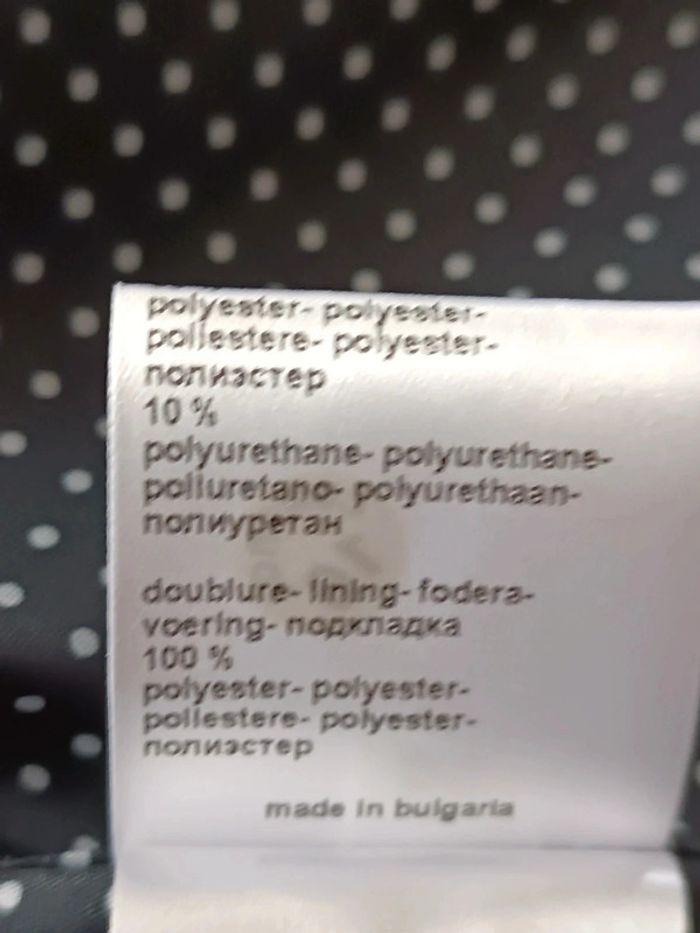 polyester- polyester-
poliestere- polyester-
полиэстер
10 %
polyurethane- polyurethane-
poliuretano- polyurethaan-
полиуретан
doublure- lining- fodera-
voering- подкладка
100 %
polyester- polyester-
poliestere- polyester-
полиэстер
made in bulgaria